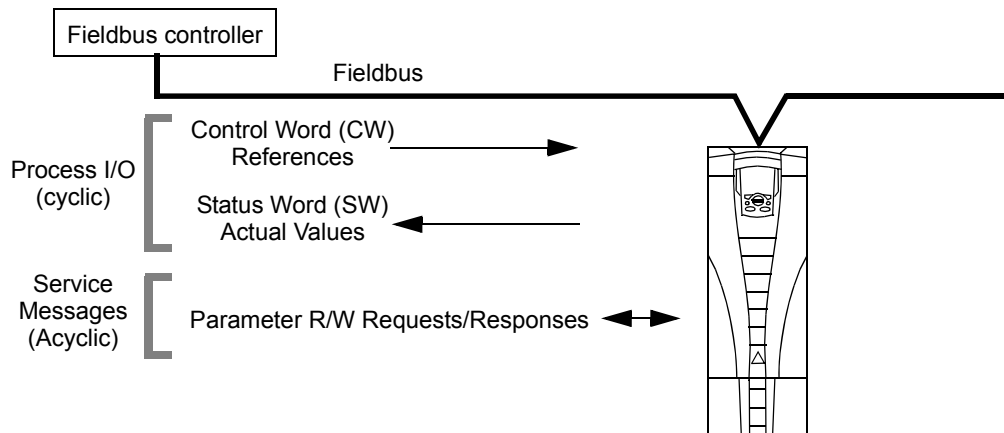 Fieldbus controller
Fieldbus
Process I/O
(cyclic)
Control Word (CW)
References
Status Word (SW)
Actual Values
Service
Messages
(Acyclic)
Parameter R/W Requests/Responses